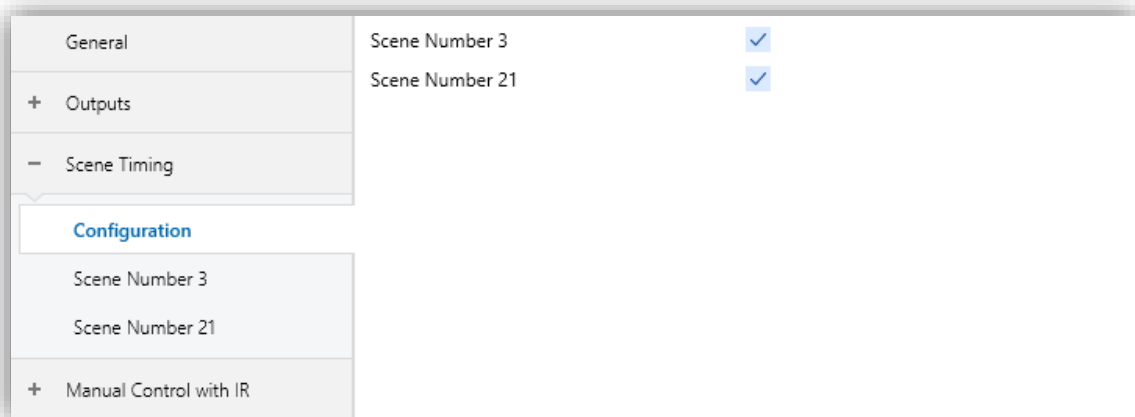 General
+ Outputs
− Scene Timing
Configuration
Scene Number 3
Scene Number 21
+ Manual Control with IR
Scene Number 3
Scene Number 21